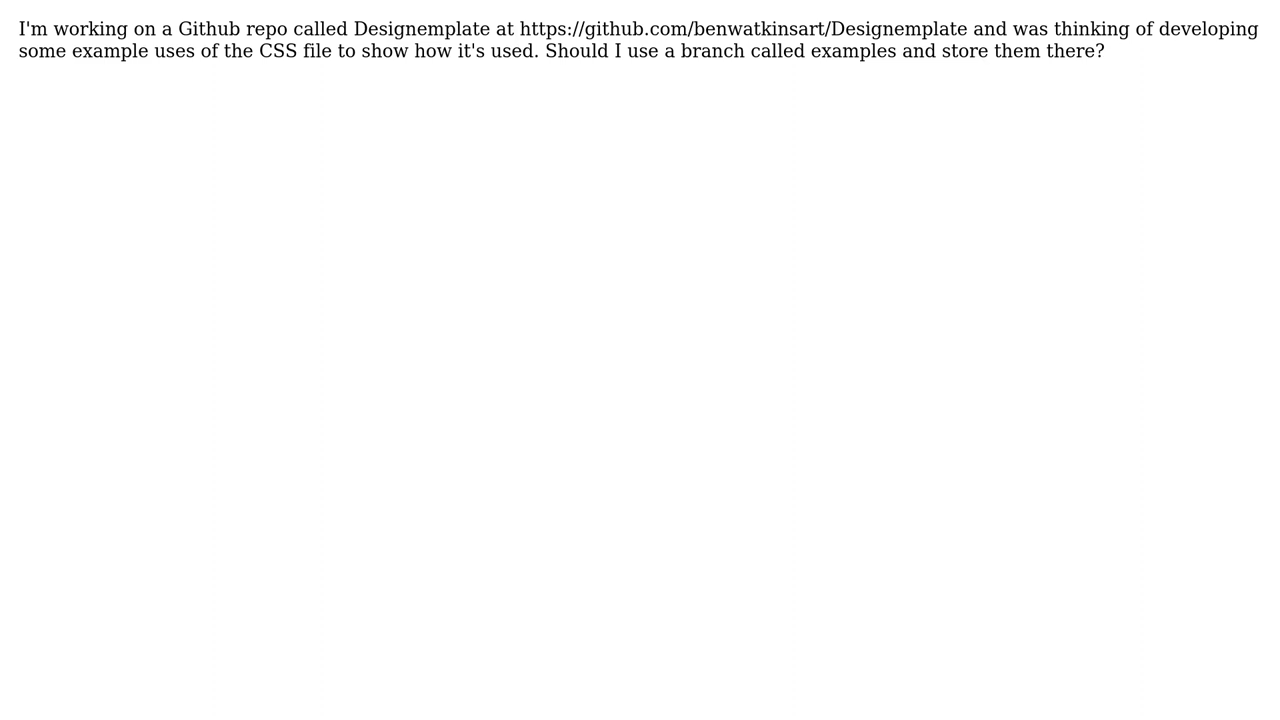 I'm working on a Github repo called Designemplate at https://github.com/benwatkinsart/Designemplate and was thinking of developing
some example uses of the CSS file to show how it's used. Should I use a branch called examples and store them there?